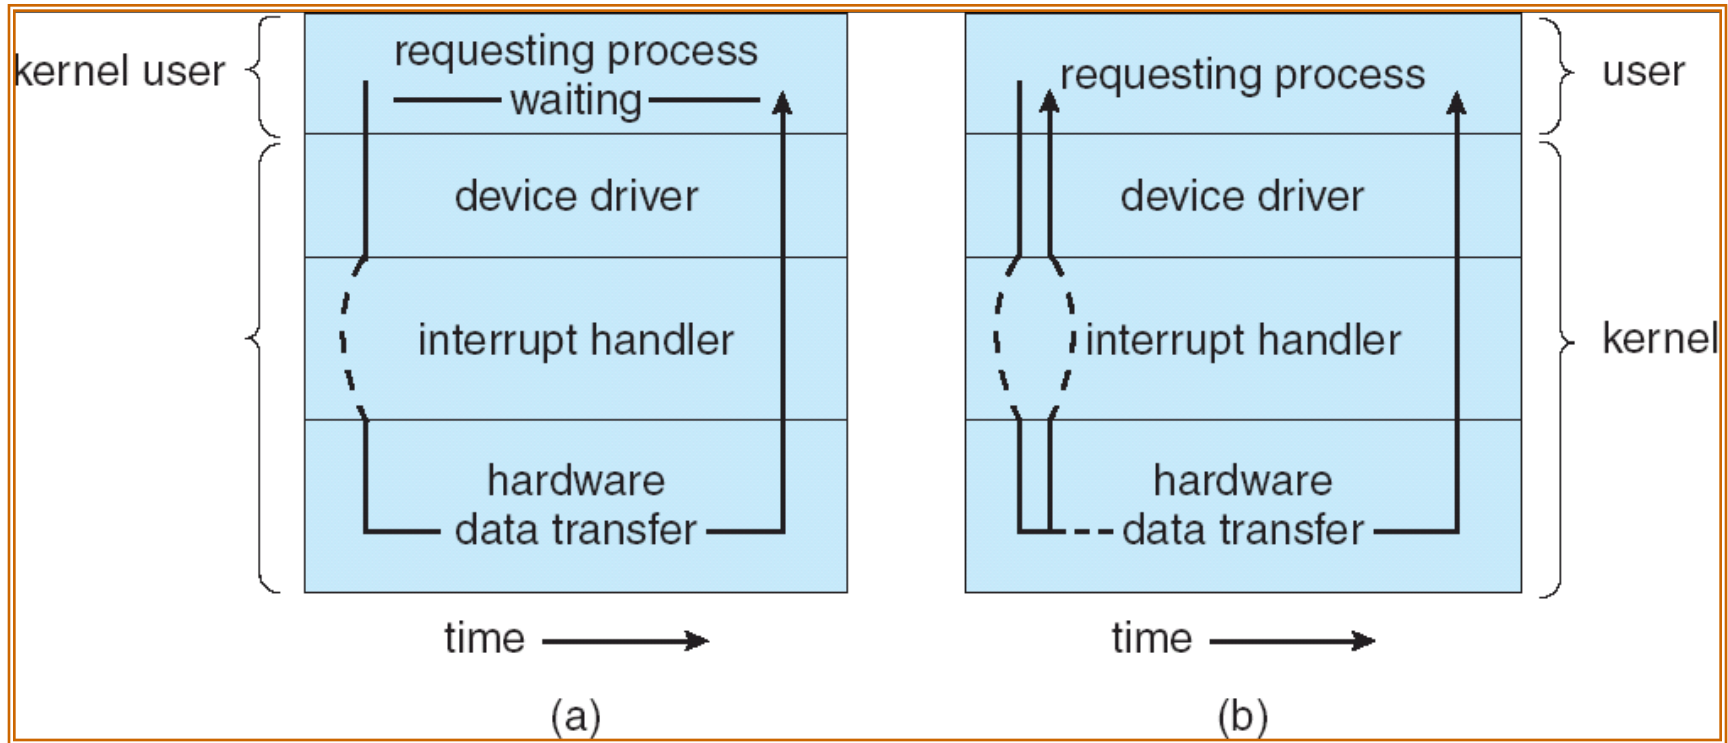 kernel user
requesting process
waiting
device driver
interrupt handler
hardware
data transfer
time
(a)
requesting process
device driver
interrupt handler
hardware
data transfer
time
(b)
user
kernel